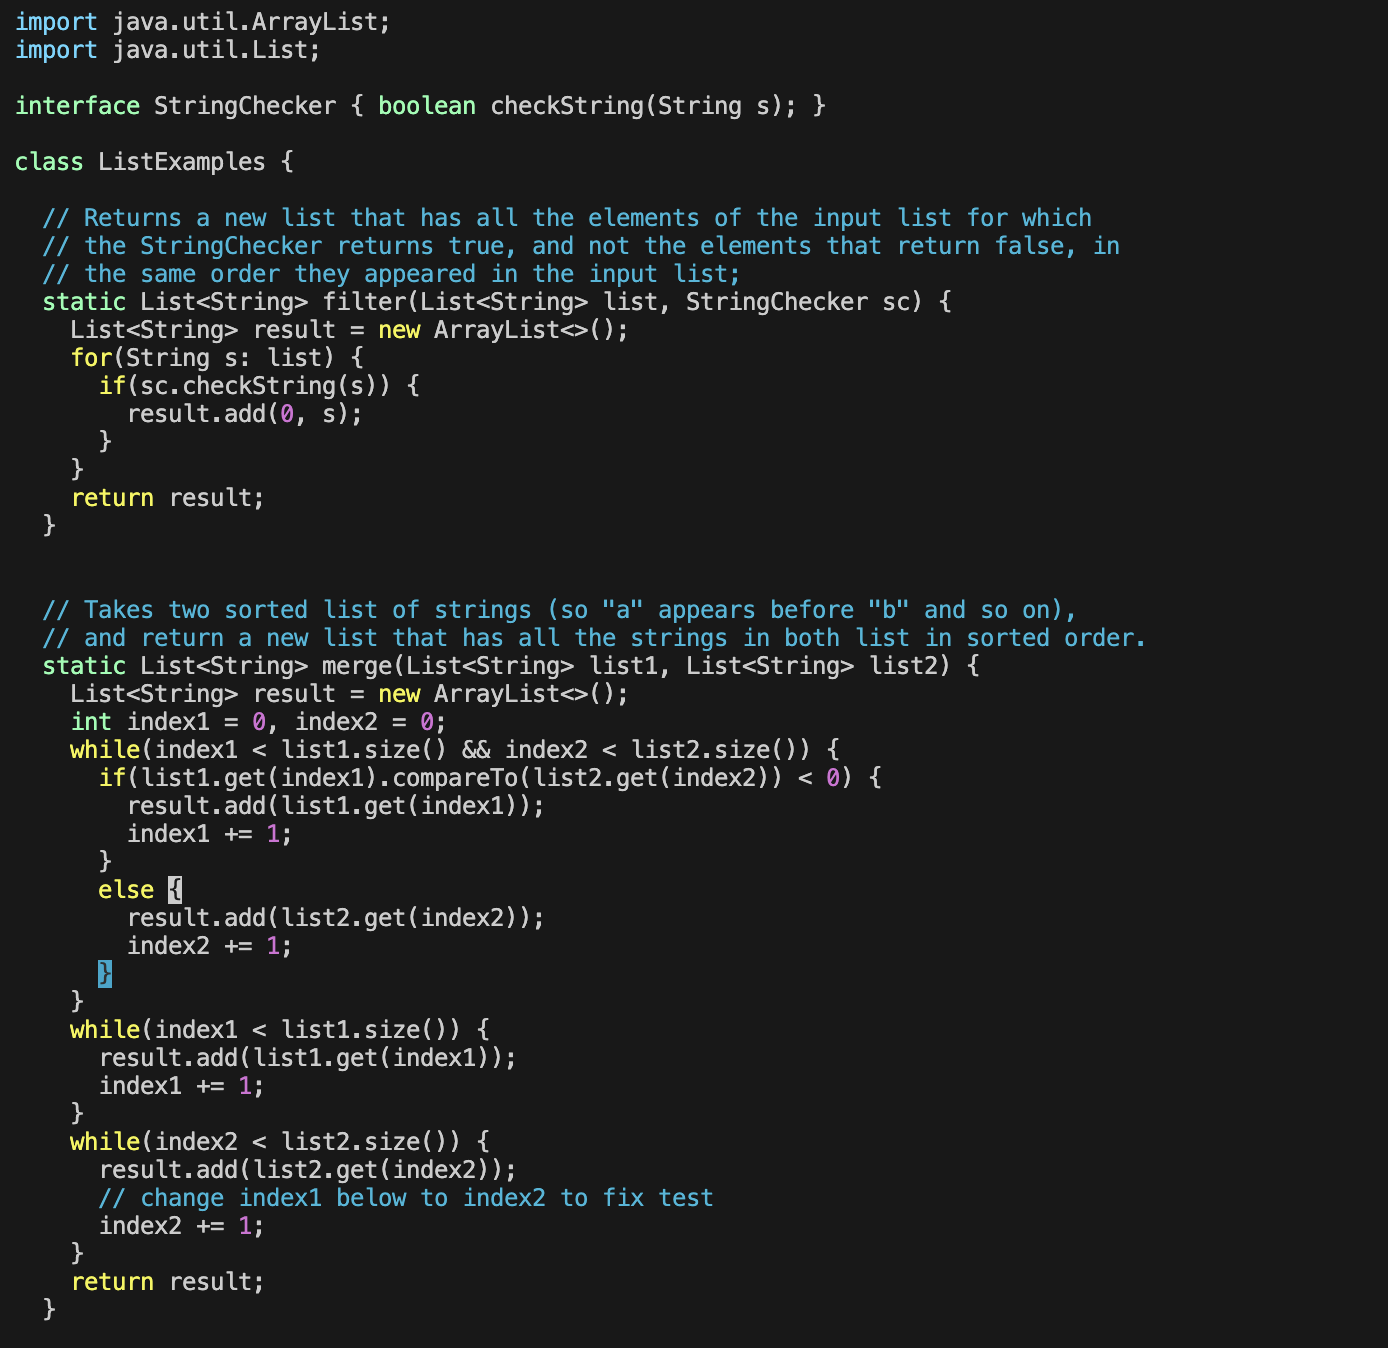 import java.util.ArrayList;
import java.util.List;

interface StringChecker { boolean checkString(String s); }

class ListExamples {

  // Returns a new list that has all the elements of the input list for which
  // the StringChecker returns true, and not the elements that return false, in
  // the same order they appeared in the input list;
  static List<String> filter(List<String> list, StringChecker sc) {
    List<String> result = new ArrayList<>();
    for(String s: list) {
      if(sc.checkString(s)) {
        result.add(0, s);
      }
    }
    return result;
  }


  // Takes two sorted list of strings (so "a" appears before "b" and so on),
  // and return a new list that has all the strings in both list in sorted order.
  static List<String> merge(List<String> list1, List<String> list2) {
    List<String> result = new ArrayList<>();
    int index1 = 0, index2 = 0;
    while(index1 < list1.size() && index2 < list2.size()) {
      if(list1.get(index1).compareTo(list2.get(index2)) < 0) {
        result.add(list1.get(index1));
        index1 += 1;
      }
      else {
        result.add(list2.get(index2));
        index2 += 1;
      }
    }
    while(index1 < list1.size()) {
      result.add(list1.get(index1));
      index1 += 1;
    }
    while(index2 < list2.size()) {
      result.add(list2.get(index2));
      // change index1 below to index2 to fix test
      index2 += 1;
    }
    return result;
  }